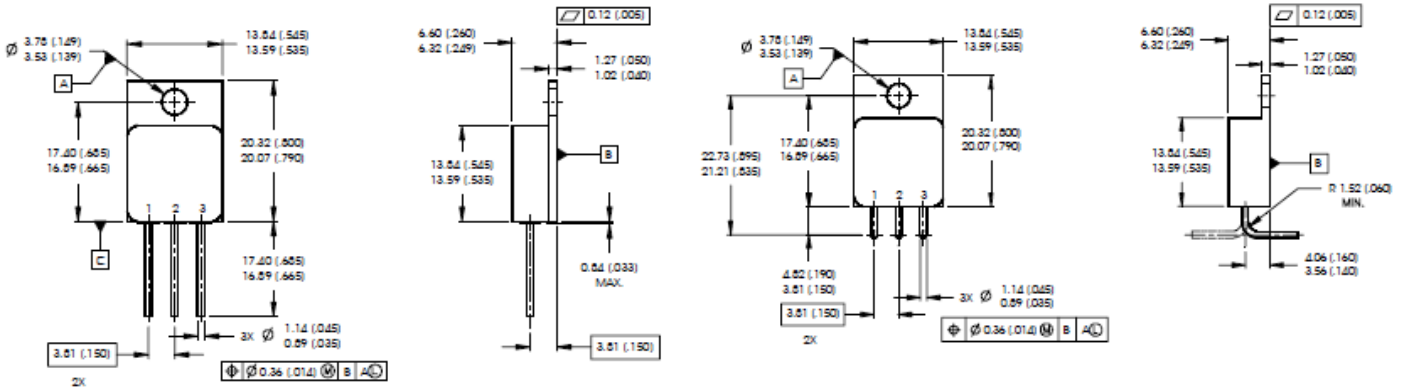 0.12 (.005)
0.12 (.005)
Ø 3.78 (.149)
3.53 (.139)
13.84 (.545)
13.59 (.535)
6.60 (.260)
6.32 (.249)
1.27 (.050)
1.02 (.040)
Ø 3.78 (.149)
3.53 (.139)
13.84 (.545)
13.59 (.535)
6.60 (.260)
6.32 (.249)
1.27 (.050)
1.02 (.040)
A
A
17.40 (.685)
16.89 (.665)
20.32 (.800)
20.07 (.790)
13.84 (.545)
13.59 (.535)
B
22.73 (.895)
21.21 (.835)
17.40 (.685)
16.89 (.665)
20.32 (.800)
20.07 (.790)
13.84 (.545)
13.59 (.535)
B
R 1.52 (.060)
MIN.
1 2 3
1 2 3
C
17.40 (.685)
16.89 (.665)
0.84 (.033)
MAX.
4.82 (.190)
3.81 (.150)
4.06 (.160)
3.56 (.140)
3X Ø 1.14 (.045)
0.89 (.035)
3X Ø 1.14 (.045)
0.89 (.035)
3.81 (.150)
2X
⌖ Ø 0.36 (.014) Ⓜ B A Ⓛ
3.81 (.150)
3.81 (.150)
2X
⌖ Ø 0.36 (.014) Ⓜ B A Ⓛ